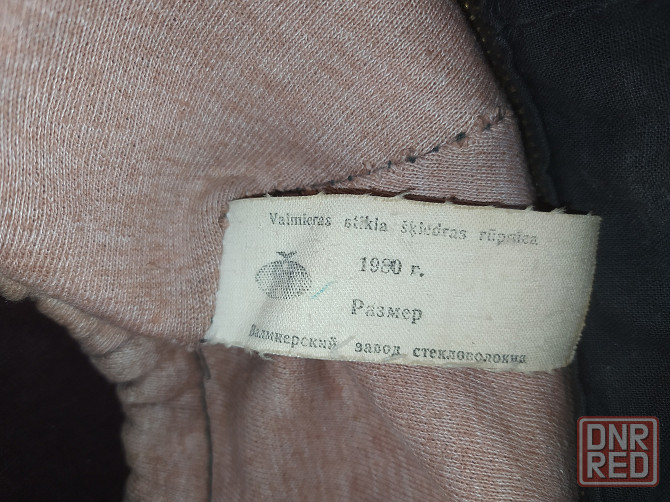 Valmieras stikla šķiedras rūpnīca
1980 г.
Размер
Валмиерский завод стекловолокна
DNR
RED